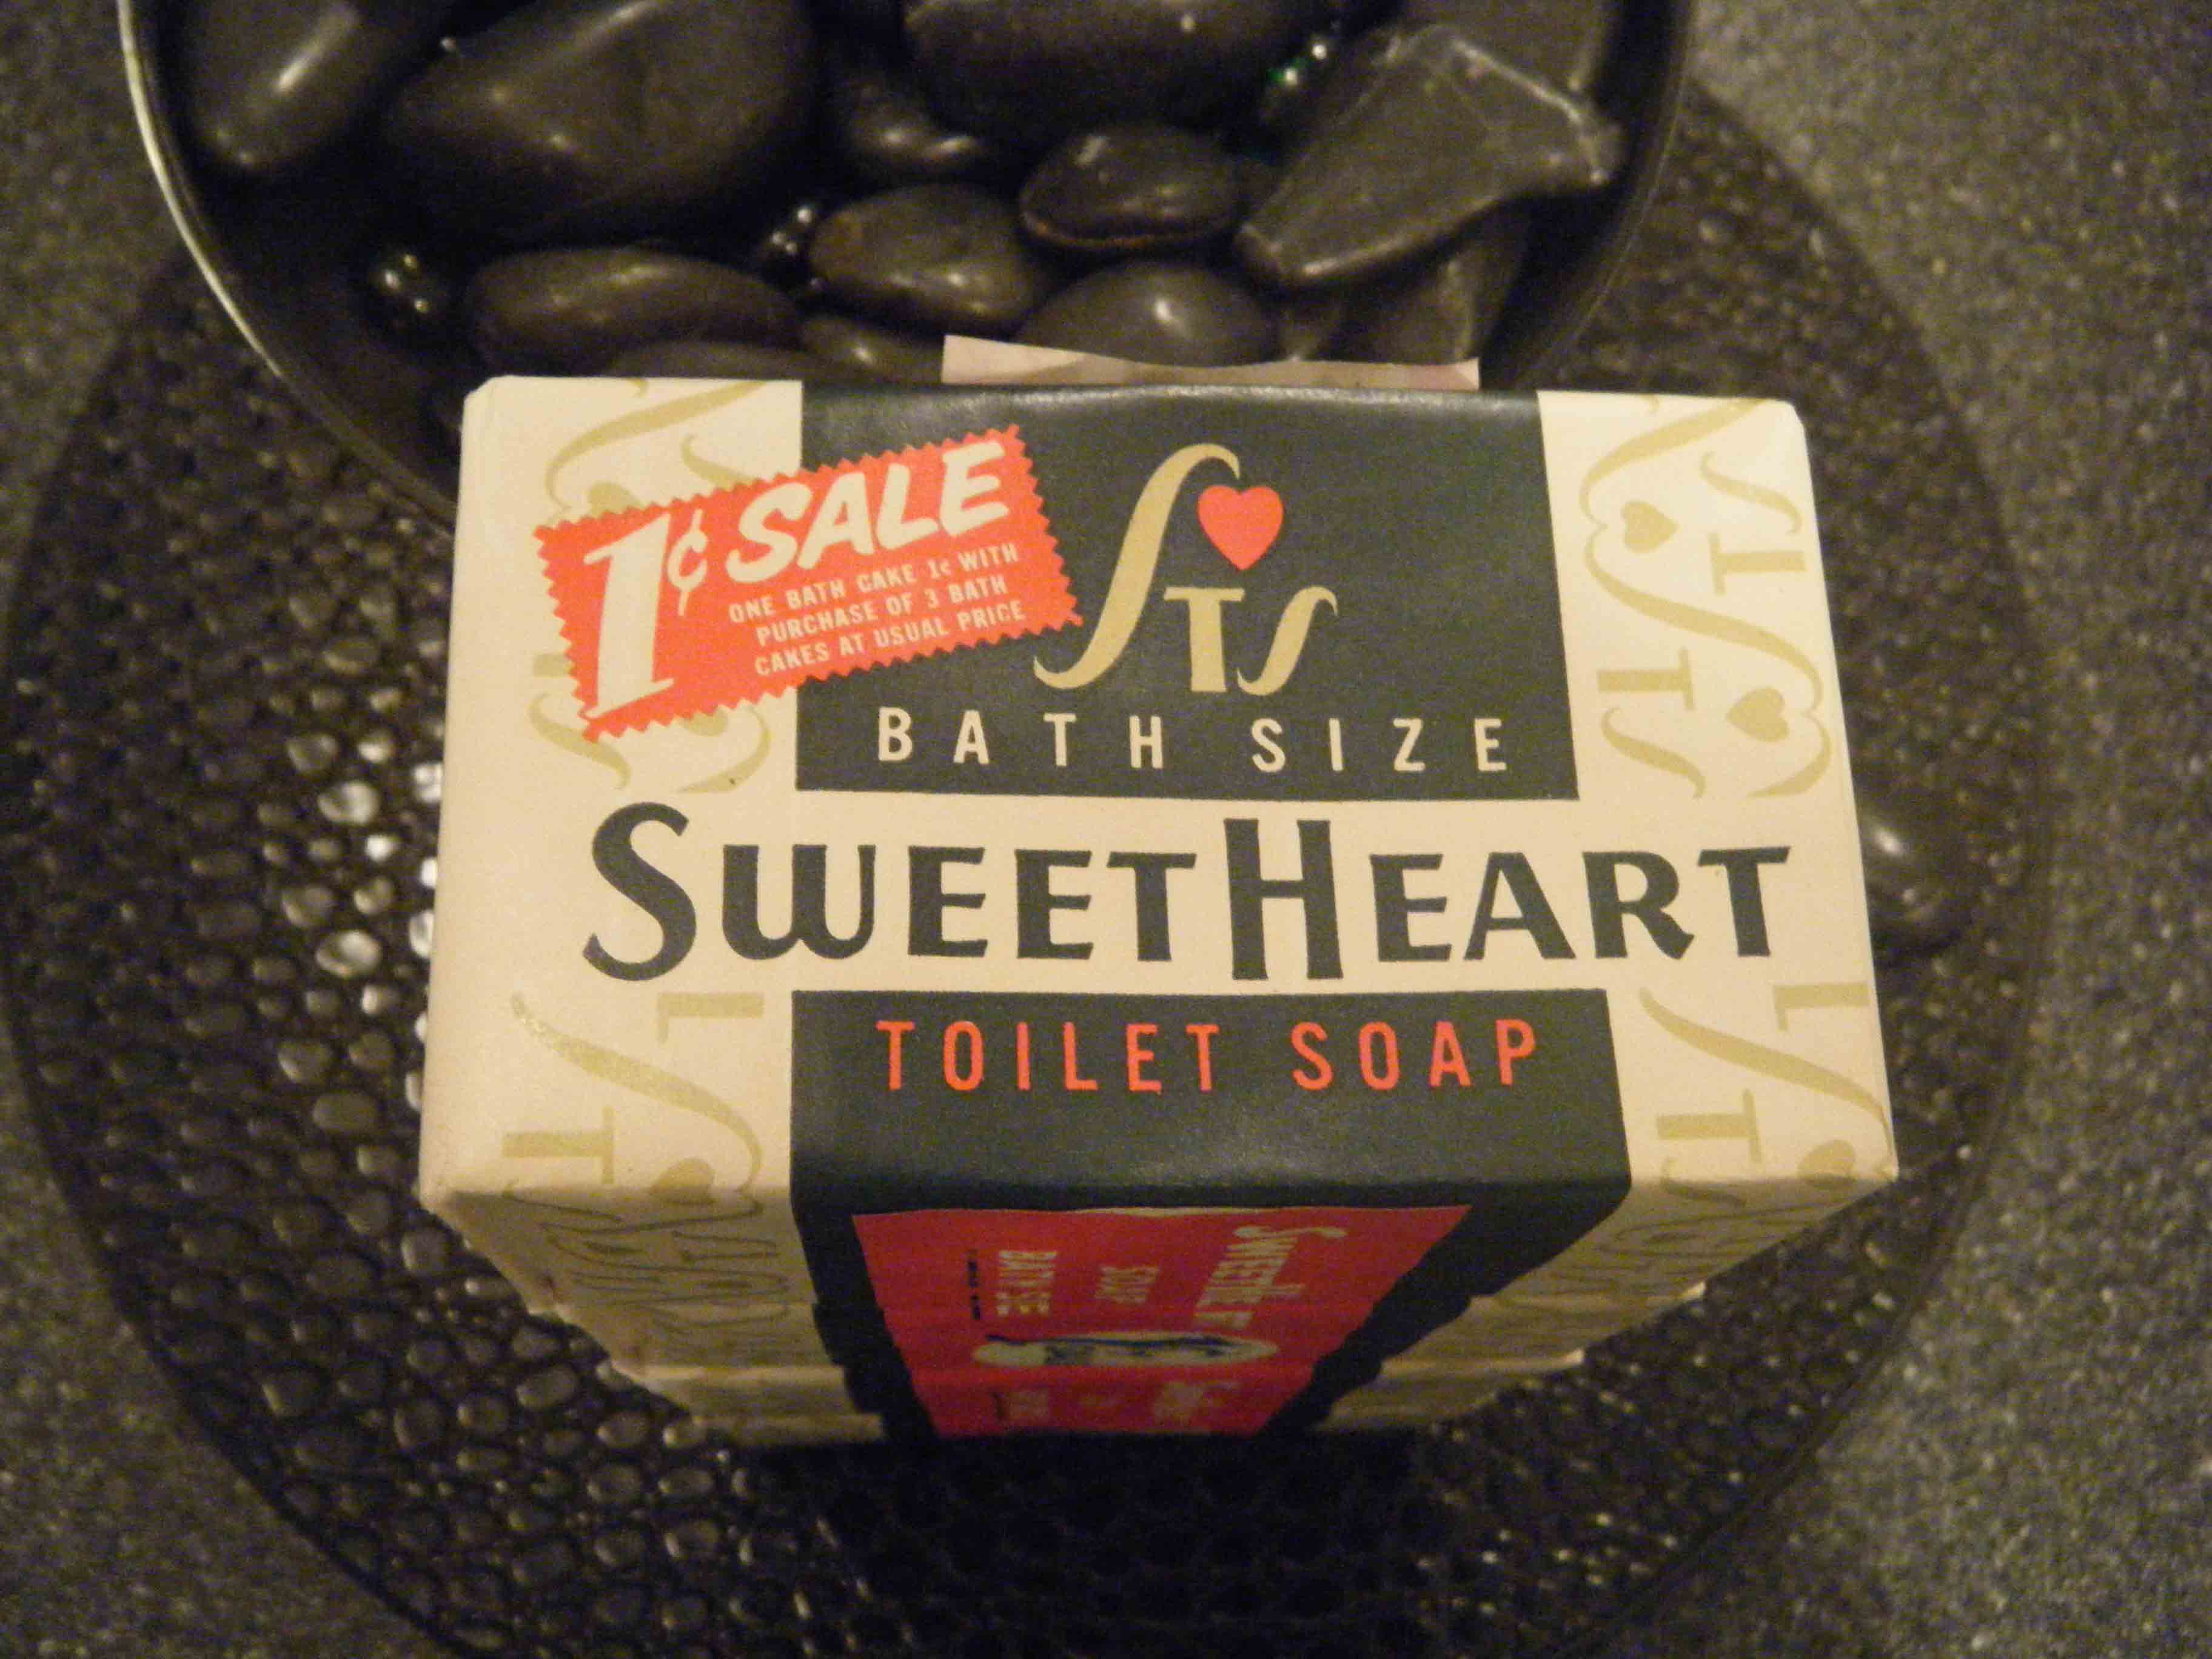 1¢ SALE
ONE BATH CAKE 1¢ WITH
PURCHASE OF 3 BATH
CAKES AT USUAL PRICE
STS
BATH SIZE
SWEETHEART
TOILET SOAP
SOAP